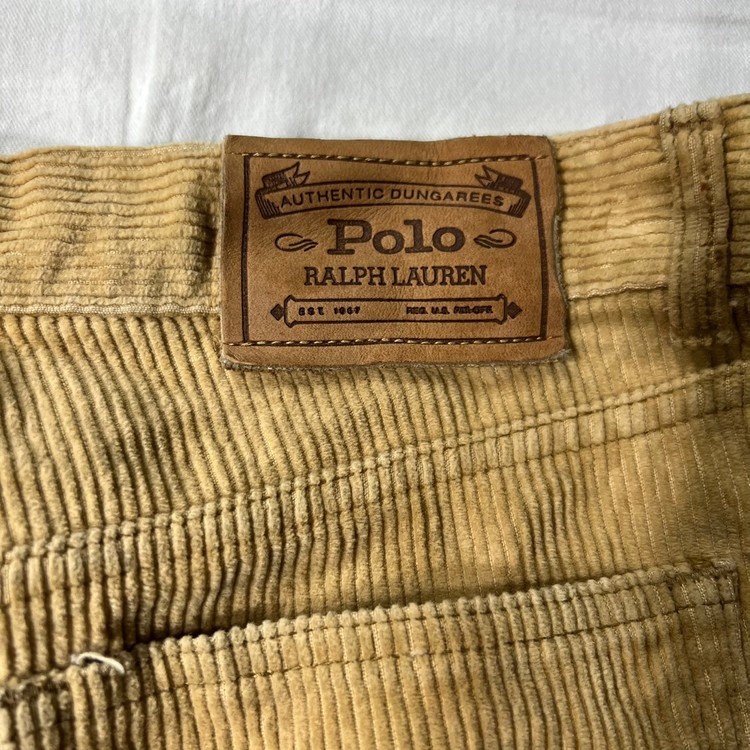 AUTHENTIC DUNGAREES
Polo
RALPH LAUREN
EST. 1967 REG. U.S. PAT. OFF.